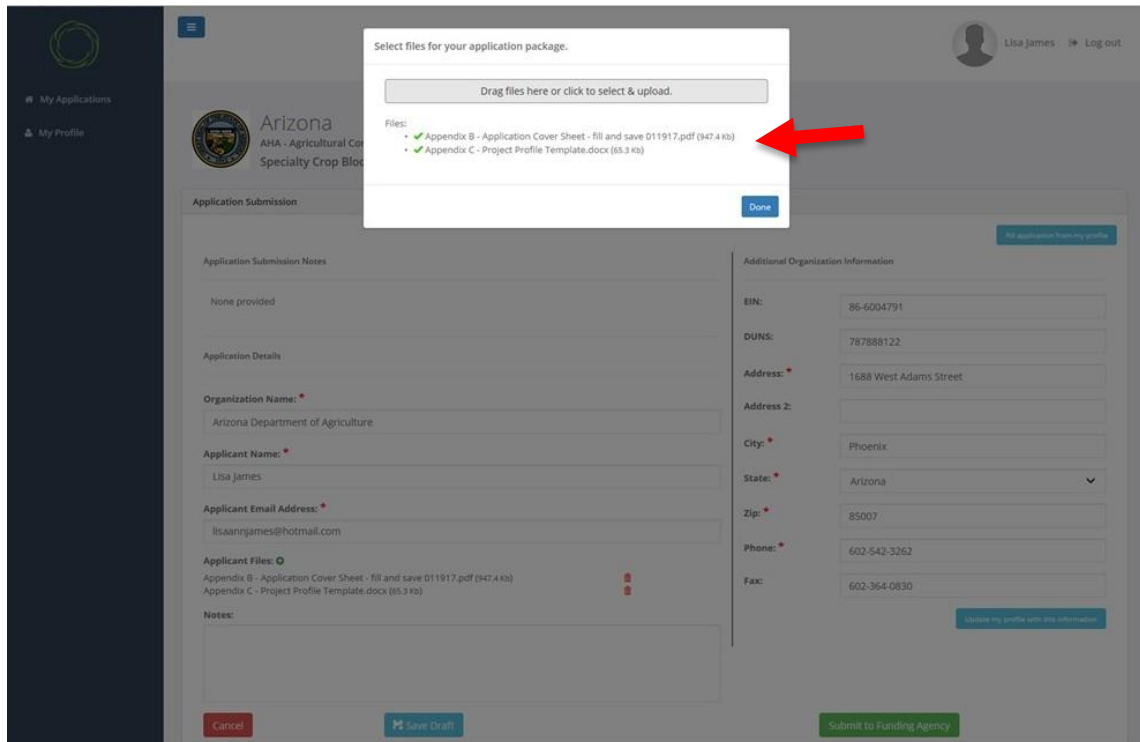 Select files for your application package.
Drag files here or click to select & upload.
Files:
Appendix B - Application Cover Sheet - fill and save 011917.pdf (947.4 Kb)
Appendix C - Project Profile Template.docx (65.3 Kb)
Done
Lisa James
Log out
My Applications
My Profile
Arizona
AHA - Agricultural Co
Specialty Crop Bloc
Application Submission
Fill application from my profile
Application Submission Notes
None provided
Application Details
Organization Name: *
Arizona Department of Agriculture
Applicant Name: *
Lisa James
Applicant Email Address: *
lisaannjames@hotmail.com
Applicant Files:
Appendix B - Application Cover Sheet - fill and save 011917.pdf (947.4 Kb)
Appendix C - Project Profile Template.docx (65.3 Kb)
Notes:
Additional Organization Information
EIN:
86-6004791
DUNS:
787888122
Address: *
1688 West Adams Street
Address 2:
City: *
Phoenix
State: *
Arizona
Zip: *
85007
Phone: *
602-542-3262
Fax:
602-364-0830
Update my profile with this information
Cancel
Save Draft
Submit to Funding Agency